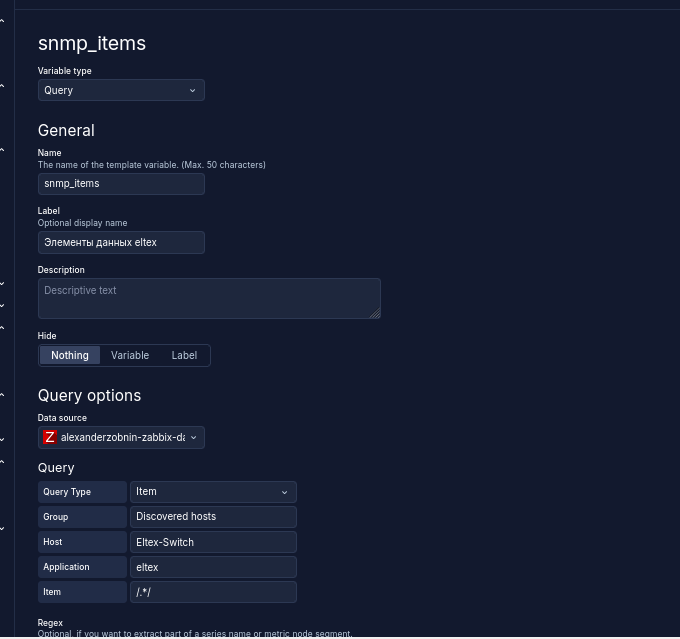 snmp_items
Variable type
Query
General
Name
The name of the template variable. (Max. 50 characters)
snmp_items
Label
Optional display name
Элементы данных eltex
Description
Descriptive text
Hide
Nothing Variable Label
Query options
Data source
Z alexanderzobnin-zabbix-da
Query
Query Type Item
Group Discovered hosts
Host Eltex-Switch
Application eltex
Item /.*/
Regex
Optional, if you want to extract part of a series name or metric node segment.